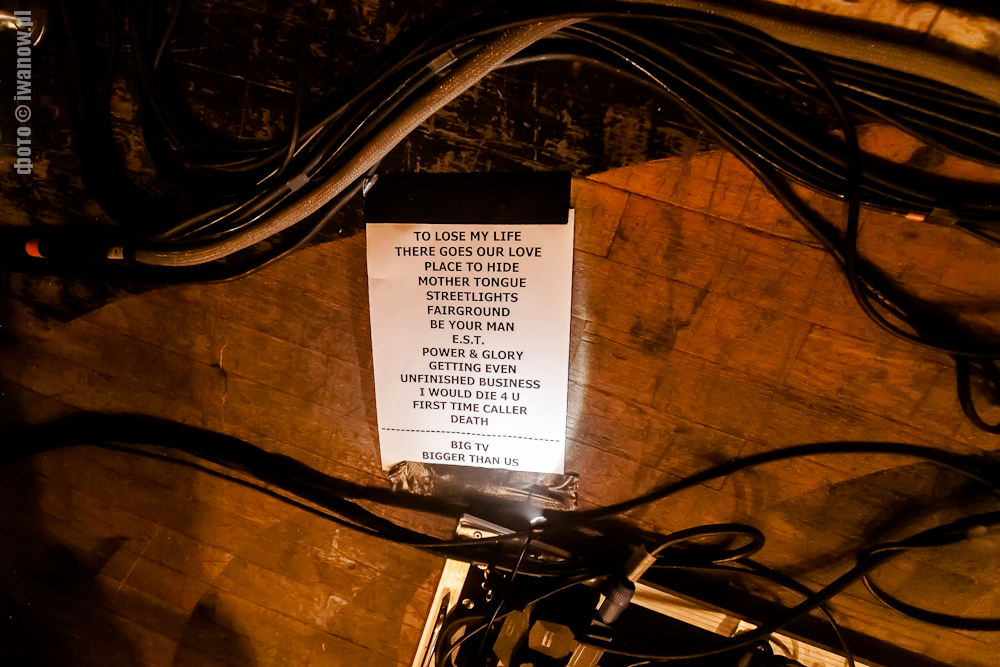 фото © iwanow.pl
TO LOSE MY LIFE
THERE GOES OUR LOVE
PLACE TO HIDE
MOTHER TONGUE
STREETLIGHTS
FAIRGROUND
BE YOUR MAN
E.S.T.
POWER & GLORY
GETTING EVEN
UNFINISHED BUSINESS
I WOULD DIE 4 U
FIRST TIME CALLER
DEATH
BIG TV
BIGGER THAN US